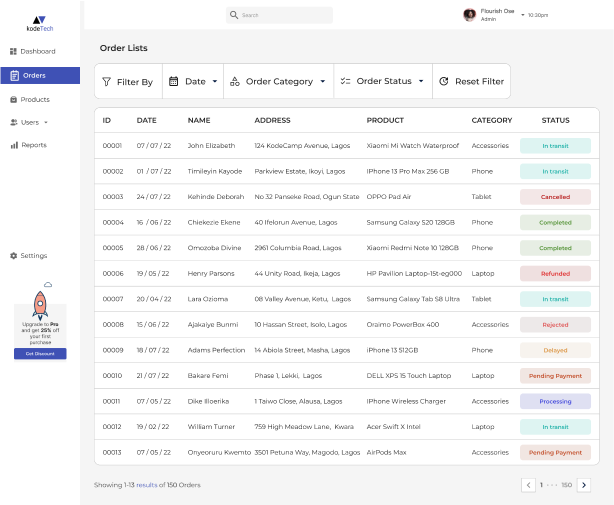 kodeTech
Search
Flourish Dee
Admin
10:30pm
Dashboard
Orders
Products
Users
Reports
Settings
Upgrade to Pro
and get 25% off
your first
purchase
Get Discount
Order Lists
Filter By Date Order Category Order Status Reset Filter
ID DATE NAME ADDRESS PRODUCT CATEGORY STATUS
00001 07 / 07 / 22 John Elizabeth 124 KodeCamp Avenue, Lagos Xiaomi Mi Watch Waterproof Accessories In transit
00002 01 / 07 / 22 Timileyin Kayode Parkview Estate, Ikoyi, Lagos IPhone 13 Pro Max 256 GB Phone In transit
00003 24 / 07 / 22 Kehinde Deborah No 32 Panseke Road, Ogun State OPPO Pad Air Tablet Cancelled
00004 16 / 06 / 22 Chiekezie Ekene 40 Ifelorun Avenue, Lagos Samsung Galaxy S20 128GB Phone Completed
00005 28 / 06 / 22 Omozoba Divine 2961 Columbia Road, Lagos Xiaomi Redmi Note 10 128GB Phone Completed
00006 19 / 05 / 22 Henry Parsons 44 Unity Road, Ikeja, Lagos HP Pavilion Laptop-15t-eg000 Laptop Refunded
00007 20 / 04 / 22 Lara Ozioma 08 Valley Avenue, Ketu, Lagos Samsung Galaxy Tab S8 Ultra Tablet In transit
00008 15 / 06 / 22 Ajakaiye Bunmi 10 Hassan Street, Isolo, Lagos Oraimo PowerBox 400 Accessories Rejected
00009 18 / 07 / 22 Adams Perfection 14 Abiola Street, Masha, Lagos iPhone 13 512GB Phone Delayed
00010 21 / 07 / 22 Bakare Femi Phase 1, Lekki, Lagos DELL XPS 15 Touch Laptop Laptop Pending Payment
00011 07 / 05 / 22 Dike Illoerika 1 Taiwo Close, Alausa, Lagos IPhone Wireless Charger Accessories Processing
00012 19 / 02 / 22 William Turner 759 High Meadow Lane, Kwara Acer Swift X Intel Laptop In transit
00013 07 / 05 / 22 Onyeoruru Kwemto 3501 Petuna Way, Magodo, Lagos AirPods Max Accessories Pending Payment
Showing 1-13 results of 150 Orders
1 ··· 150